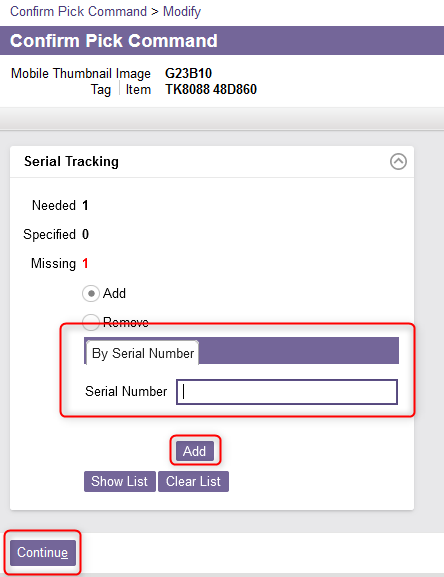 Confirm Pick Command > Modify
Confirm Pick Command
Mobile Thumbnail Image G23B10
Tag Item TK8088 48D860
Serial Tracking
Needed 1
Specified 0
Missing 1
Add
Remove
By Serial Number
Serial Number
Add
Show List Clear List
Continue